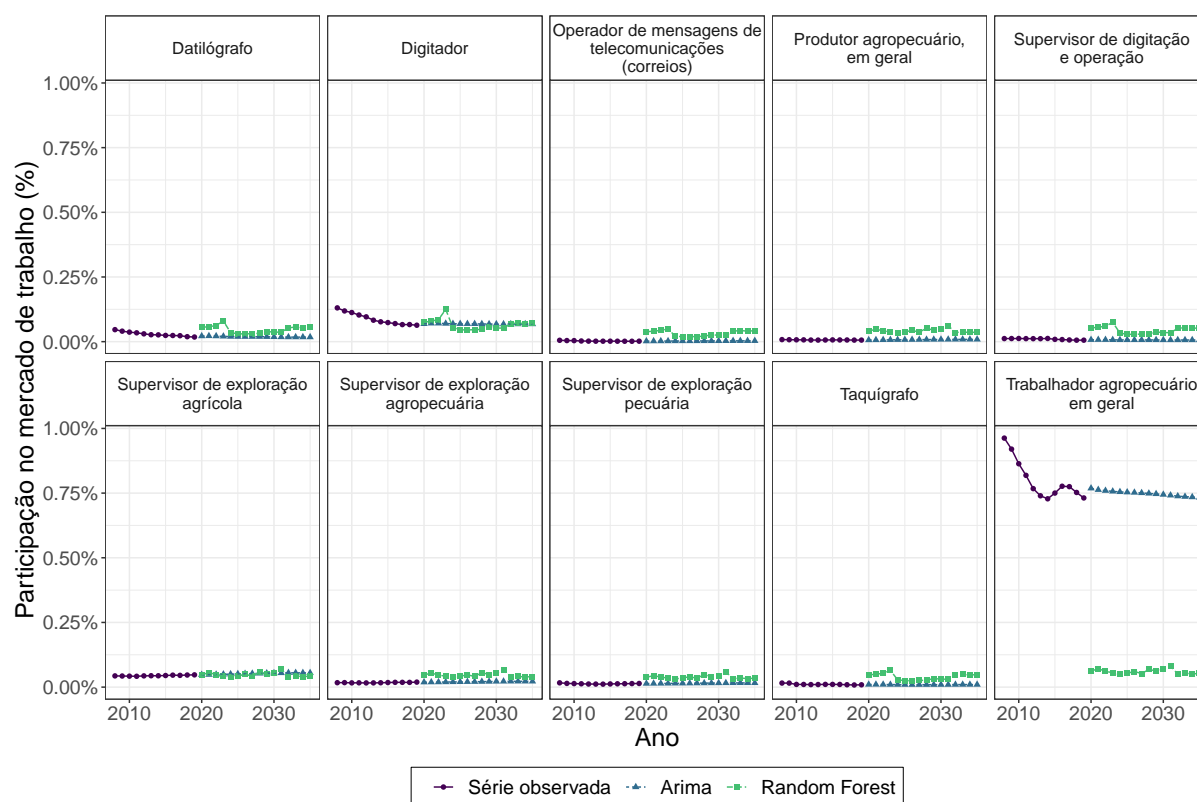 Datilógrafo
Digitador
Operador de mensagens de
telecomunicações
(correios)
Produtor agropecuário,
em geral
Supervisor de digitação
e operação
1.00%
0.75%
0.50%
0.25%
0.00%
Supervisor de exploração
agrícola
Supervisor de exploração
agropecuária
Supervisor de exploração
pecuária
Taquígrafo
Trabalhador agropecuário
em geral
1.00%
0.75%
0.50%
0.25%
0.00%
2010 2020 2030
2010 2020 2030
2010 2020 2030
2010 2020 2030
2010 2020 2030
Participação no mercado de trabalho (%)
Ano
Série observada Arima Random Forest